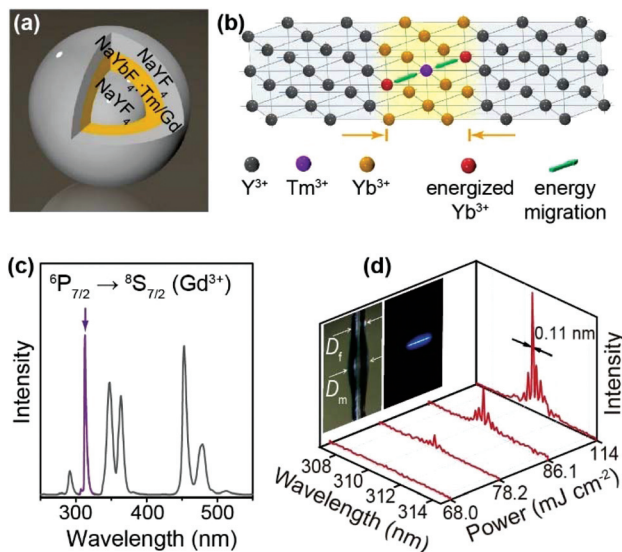 (a)
NaYF₄
NaYbF₄:Tm/Gd
NaYF₄
(b)
Y³⁺
Tm³⁺
Yb³⁺
energized
Yb³⁺
energy
migration
(c)
⁶P₇/₂ → ⁸S₇/₂ (Gd³⁺)
Intensity
300
400
500
Wavelength (nm)
(d)
D_f
D_m
0.11 nm
Intensity
308
310
312
314
Wavelength (nm)
68.0
78.2
86.1
114
Power (mJ cm⁻²)